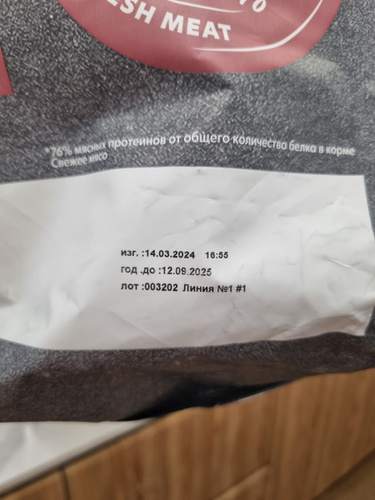 ESH MEAT
*76% мясных протеинов от общего количество белка в корме
Свежее мясо
изг. :14.03.2024 16:55
год .до :12.09.2025
лот :003202 Линия №1 #1